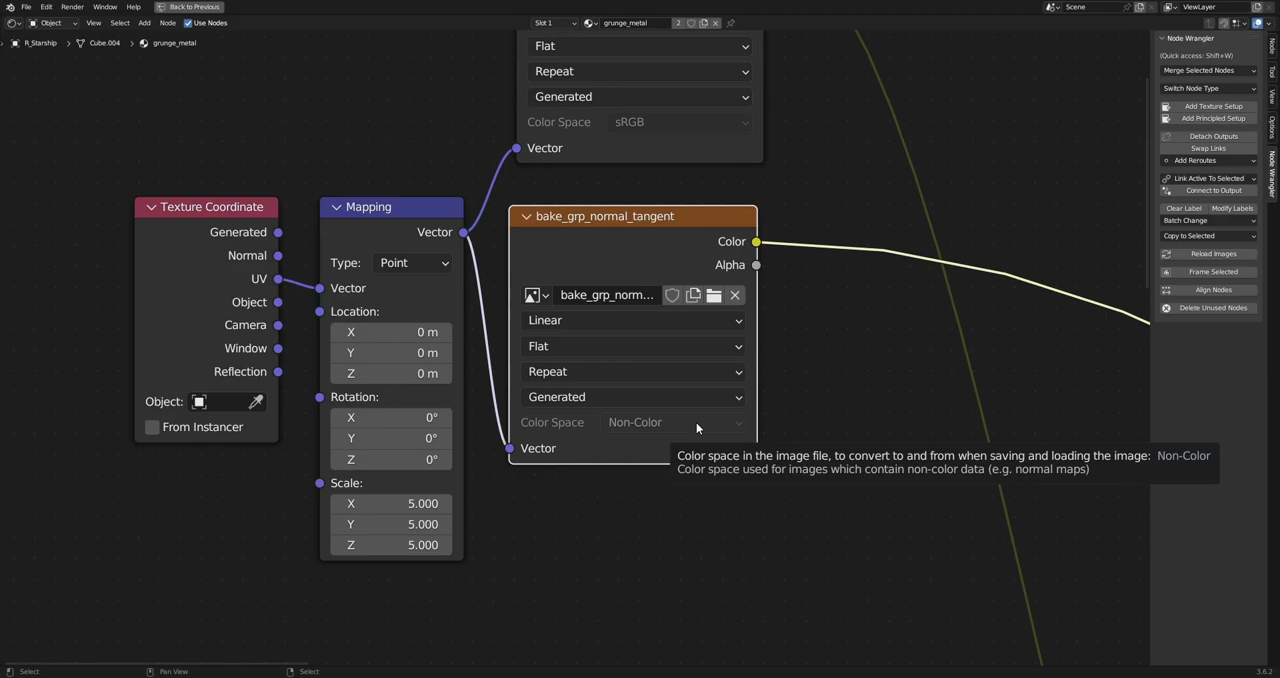 File Edit Render Window Help Back to Previous Scene ViewLayer
Object View Select Add Node Use Nodes Slot 1 grunge_metal 2
R_Starship Cube.004 grunge_metal
Flat
Repeat
Generated
Color Space sRGB
Vector
Texture Coordinate
Generated
Normal
UV
Object
Camera
Window
Reflection
Object:
From Instancer
Mapping
Vector
Type: Point
Vector
Location:
X 0 m
Y 0 m
Z 0 m
Rotation:
X 0°
Y 0°
Z 0°
Scale:
X 5.000
Y 5.000
Z 5.000
bake_grp_normal_tangent
Color
Alpha
bake_grp_norm...
Linear
Flat
Repeat
Generated
Color Space Non-Color
Vector
Color space in the image file, to convert to and from when saving and loading the image: Non-Color
Color space used for images which contain non-color data (e.g. normal maps)
Node Wrangler
(Quick access: Shift+W)
Merge Selected Nodes
Switch Node Type
Add Texture Setup
Add Principled Setup
Detach Outputs
Swap Links
Add Reroutes
Link Active To Selected
Connect to Output
Clear Label Modify Labels
Batch Change
Copy to Selected
Reload Images
Frame Selected
Align Nodes
Delete Unused Nodes
Node
Tool
View
Options
Node Wrangler
Select Pan View Select 3.6.2